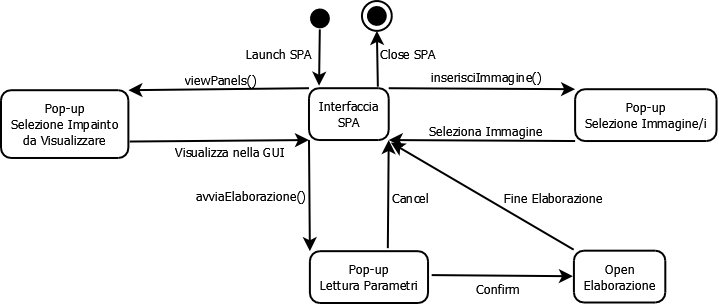 Launch SPA
Close SPA
viewPanels()
inserisciImmagine()
Pop-up
Selezione Impainto
da Visualizzare
Interfaccia
SPA
Pop-up
Selezione Immagine/i
Visualizza nella GUI
Seleziona Immagine
avviaElaborazione()
Cancel
Fine Elaborazione
Pop-up
Lettura Parametri
Confirm
Open
Elaborazione